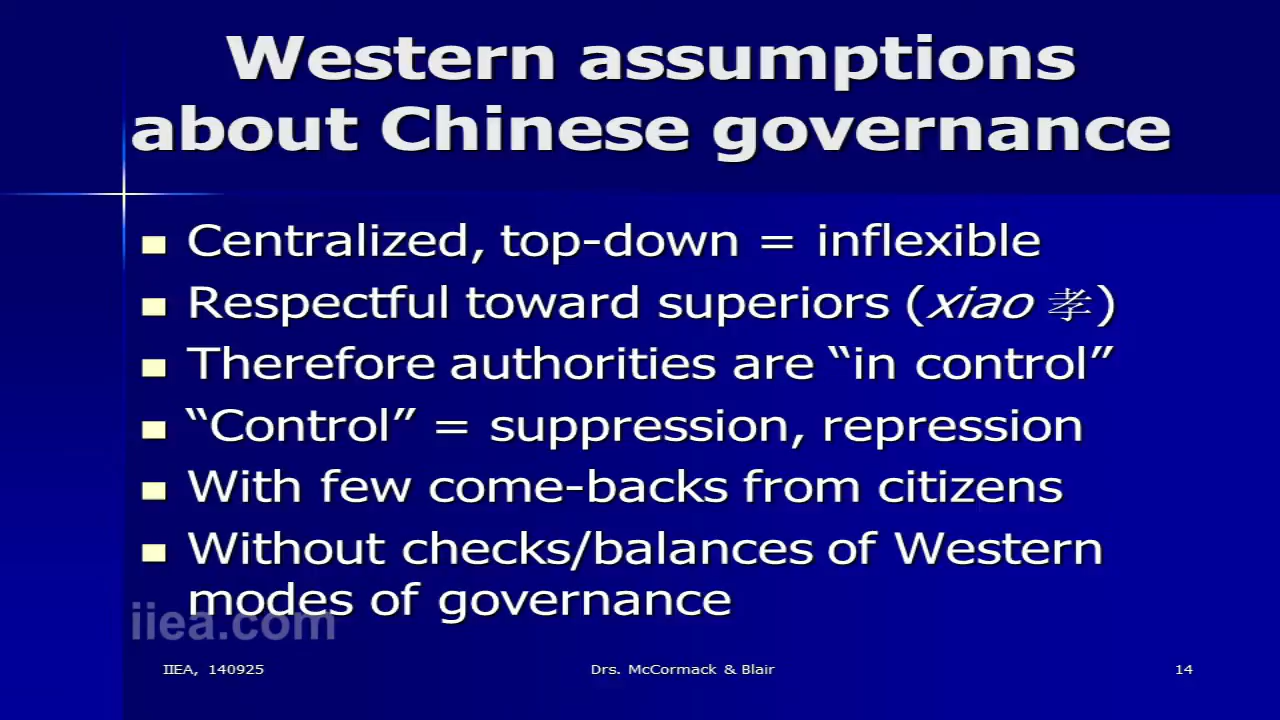 Western assumptions
about Chinese governance
Centralized, top-down = inflexible
Respectful toward superiors (xiao 孝)
Therefore authorities are “in control”
“Control” = suppression, repression
With few come-backs from citizens
Without checks/balances of Western
modes of governance
iiea.com
IIEA, 140925
Drs. McCormack & Blair
14